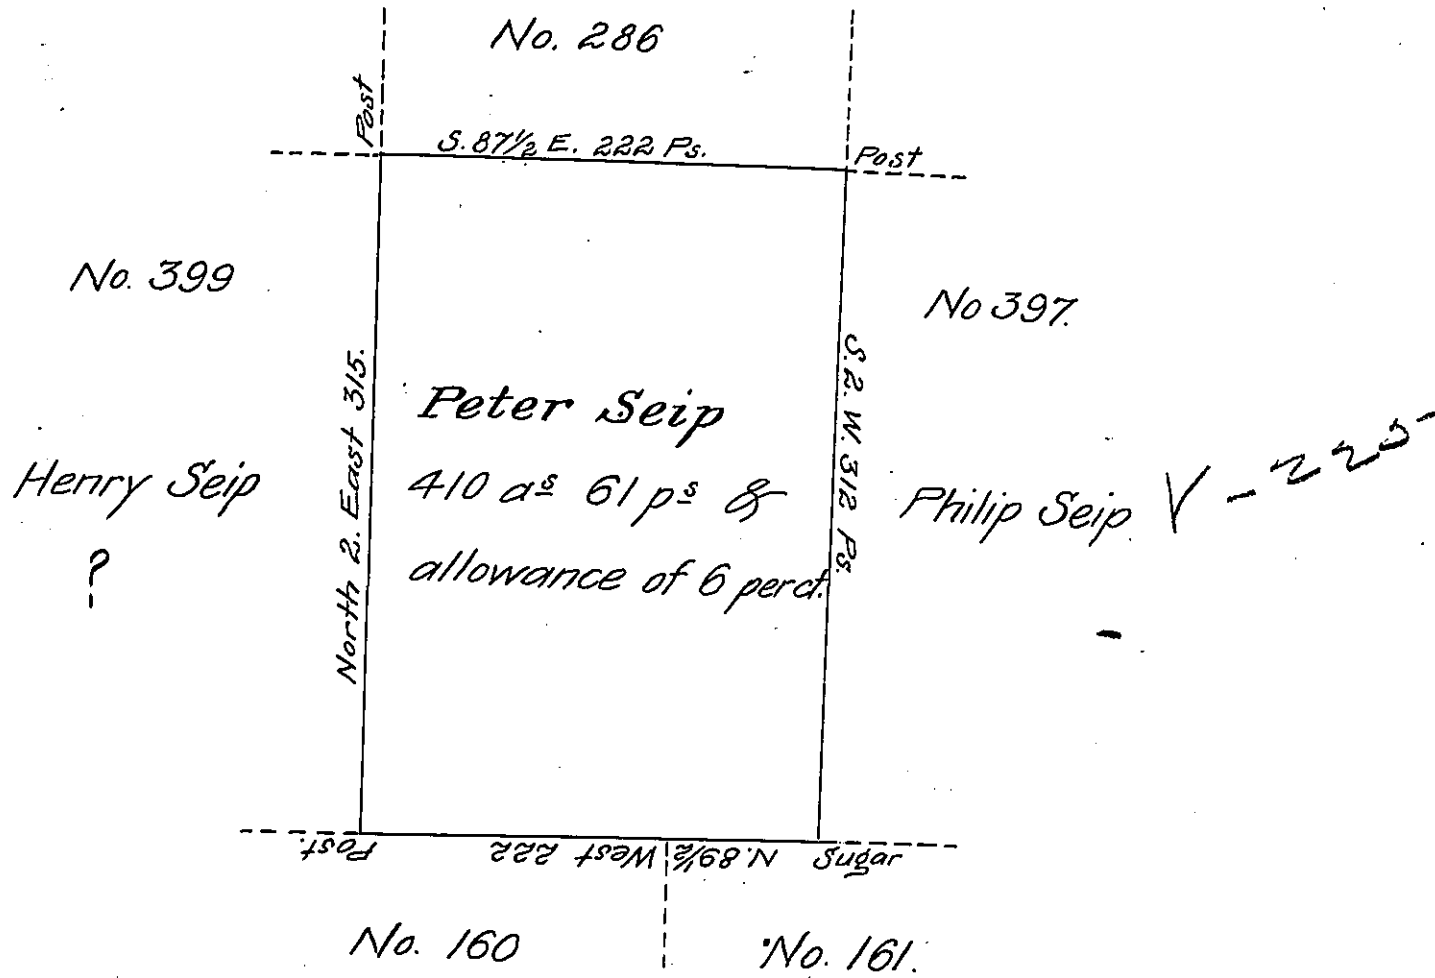 No. 286
Post
S. 87½ E. 222 Ps.
Post
No. 399
No 397.
North 2. East 315.
S. 2. W. 312 Ps.
Peter Seip
410 aˢ 61 pˢ &
allowance of 6 perct.
Henry Seip
?
Philip Seip
V - 225
Post.
N. 89½ West 222
Sugar
No. 160
No. 161.